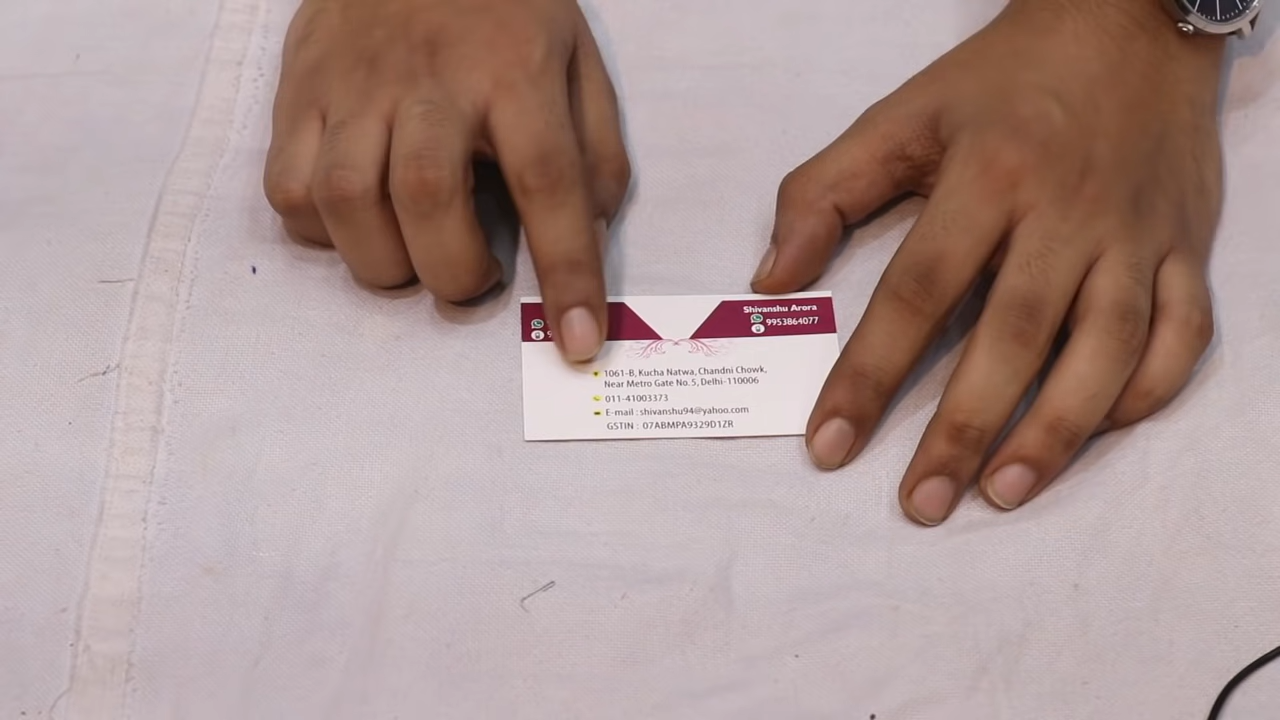 Shivanshu Arora
9953864077
1061-B, Kucha Natwa, Chandni Chowk,
Near Metro Gate No.5, Delhi-110006
011-41003373
E-mail : shivanshu94@yahoo.com
GSTIN : 07ABMPA9329D1ZR